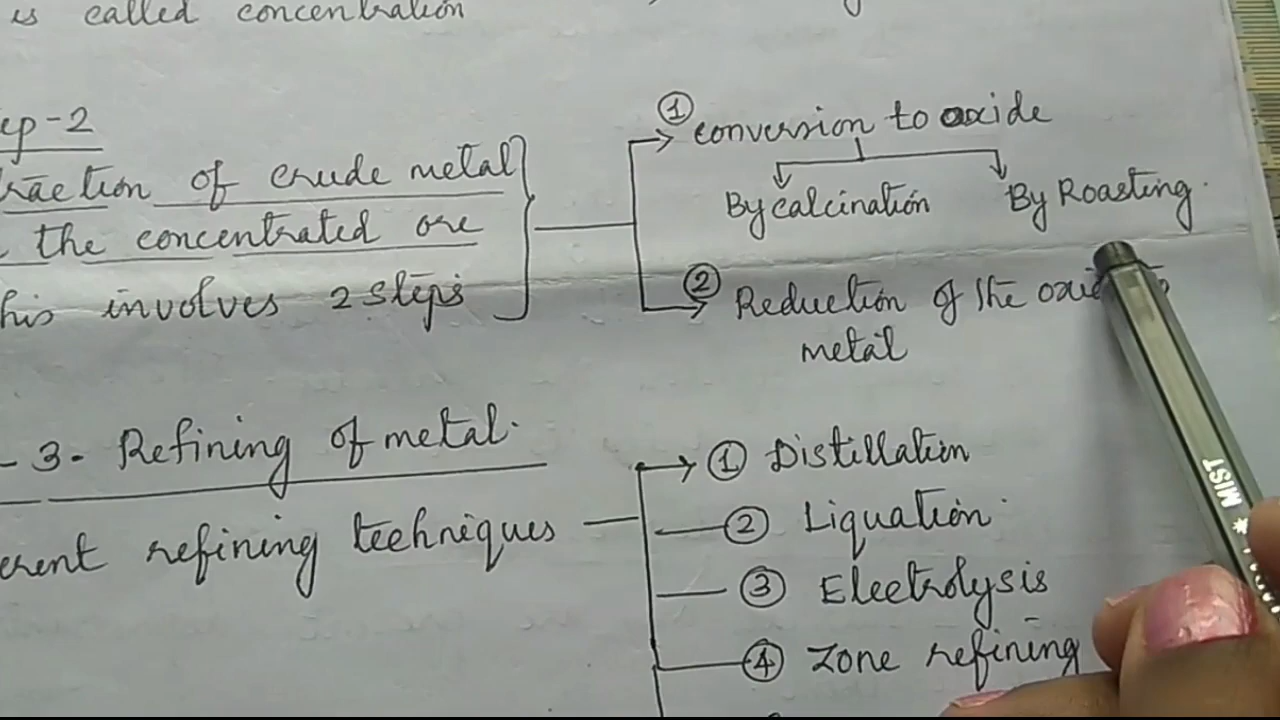 is called concentration
ep-2
raction of crude metal
the concentrated ore
his involves 2 steps
① conversion to oxide
By calcination
By Roasting.
② Reduction of the oxid
metal
- 3 - Refining of metal.
erent refining techniques
① Distillation
② Liquation
③ Electrolysis
④ Zone refining
MIST